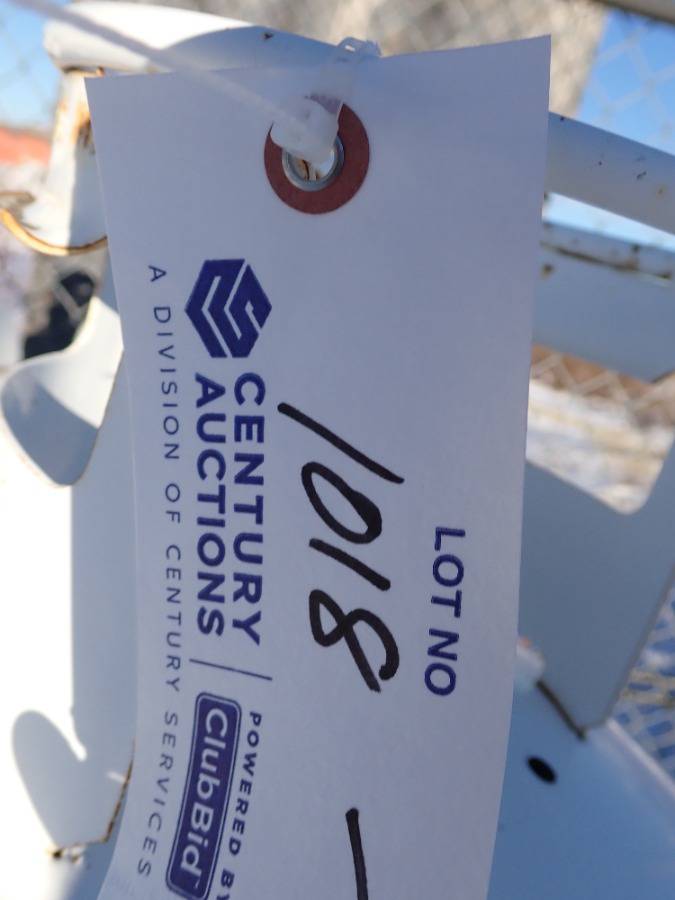 LOT NO
1018
CENTURY
AUCTIONS
A DIVISION OF CENTURY SERVICES
POWERED BY
ClubBid